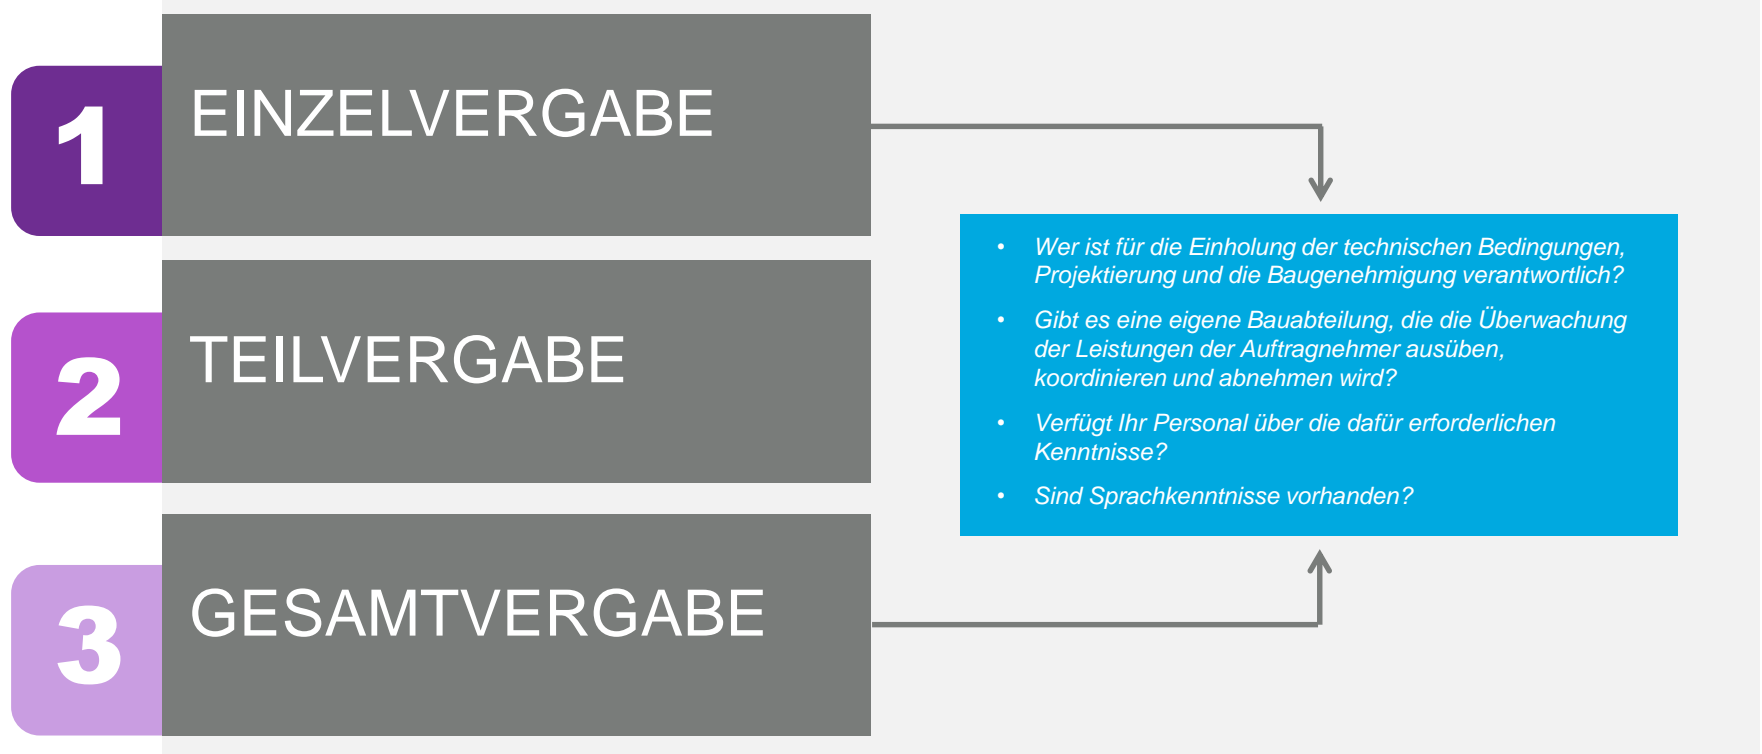 1
EINZELVERGABE
2
TEILVERGABE
3
GESAMTVERGABE
• Wer ist für die Einholung der technischen Bedingungen,
Projektierung und die Baugenehmigung verantwortlich?
• Gibt es eine eigene Bauabteilung, die die Überwachung
der Leistungen der Auftragnehmer ausüben,
koordinieren und abnehmen wird?
• Verfügt Ihr Personal über die dafür erforderlichen
Kenntnisse?
• Sind Sprachkenntnisse vorhanden?